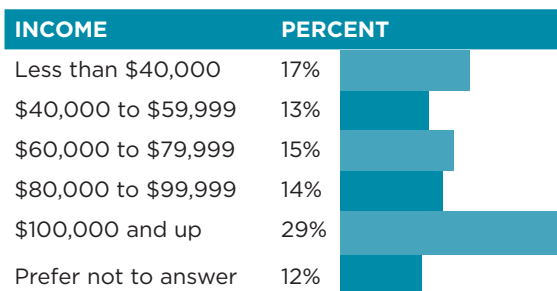 INCOME PERCENT
Less than $40,000 17%
$40,000 to $59,999 13%
$60,000 to $79,999 15%
$80,000 to $99,999 14%
$100,000 and up 29%
Prefer not to answer 12%